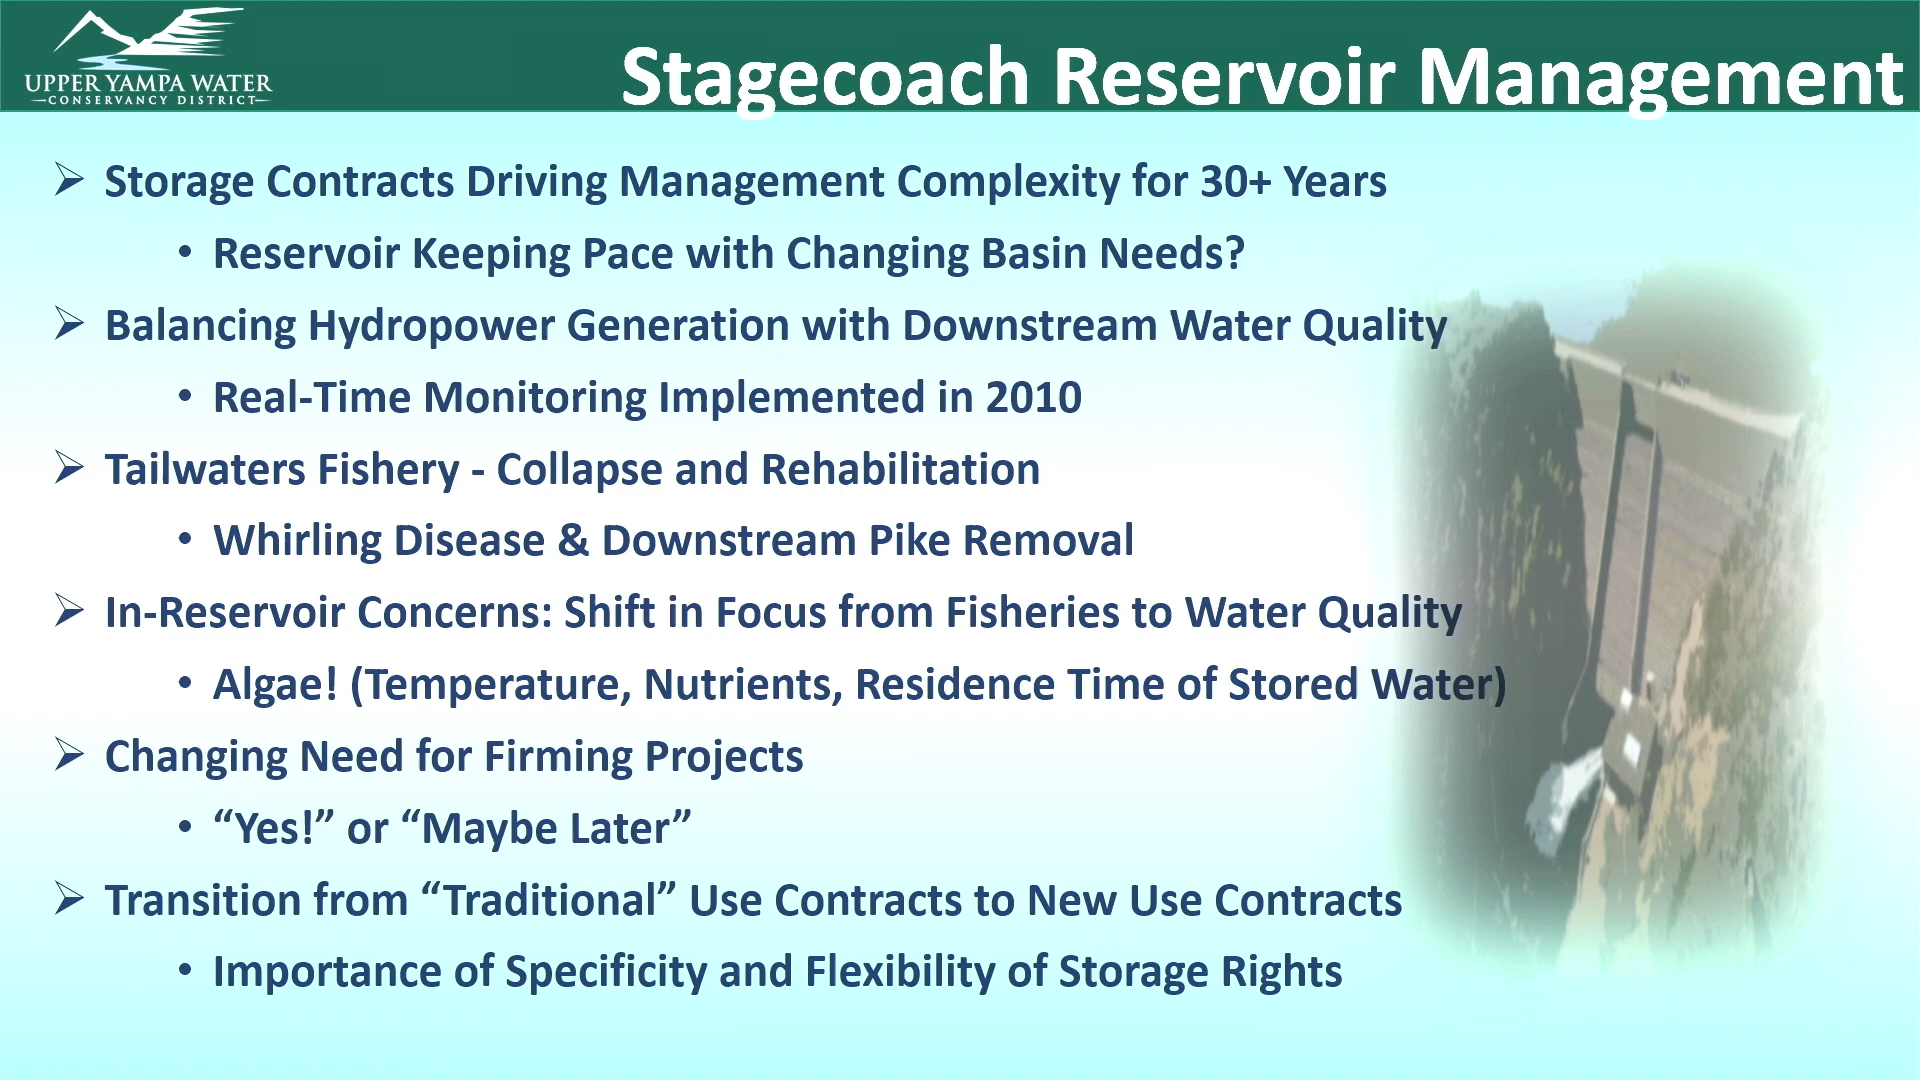 UPPER YAMPA WATER
CONSERVANCY DISTRICT
Stagecoach Reservoir Management
➢ Storage Contracts Driving Management Complexity for 30+ Years
• Reservoir Keeping Pace with Changing Basin Needs?
➢ Balancing Hydropower Generation with Downstream Water Quality
• Real-Time Monitoring Implemented in 2010
➢ Tailwaters Fishery - Collapse and Rehabilitation
• Whirling Disease & Downstream Pike Removal
➢ In-Reservoir Concerns: Shift in Focus from Fisheries to Water Quality
• Algae! (Temperature, Nutrients, Residence Time of Stored Water)
➢ Changing Need for Firming Projects
• “Yes!” or “Maybe Later”
➢ Transition from “Traditional” Use Contracts to New Use Contracts
• Importance of Specificity and Flexibility of Storage Rights